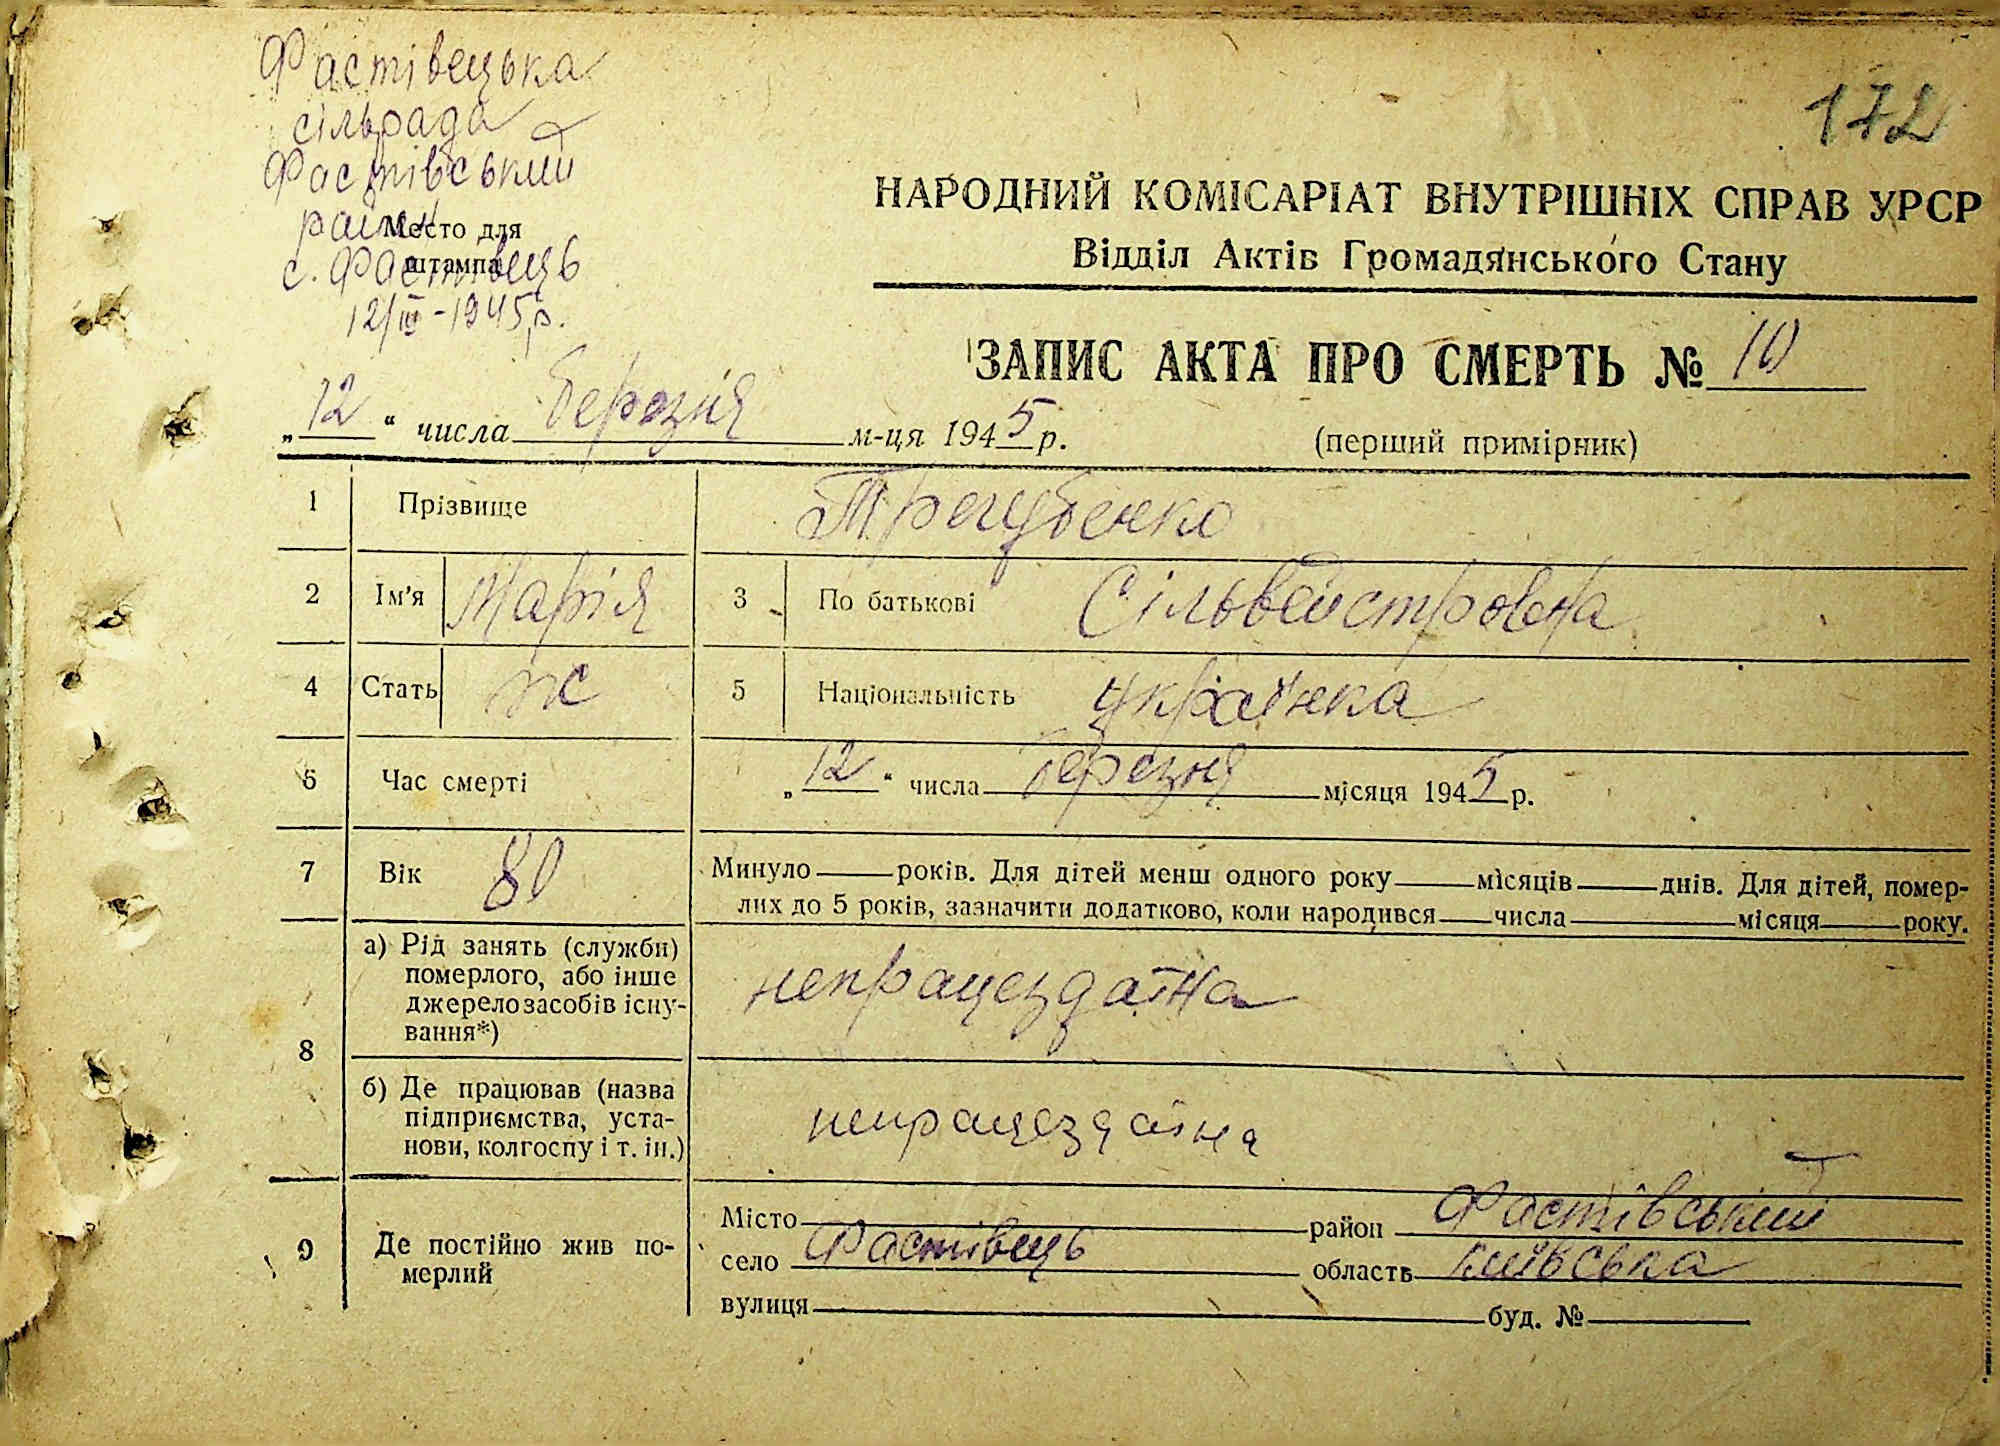 Фастівецька
сільрада
Фастівський
район
Место для
штампа
с. Фастівець
12/III - 1945 р.
172
НАРОДНИЙ КОМІСАРІАТ ВНУТРІШНІХ СПРАВ УРСР
Відділ Актів Громадянського Стану
ЗАПИС АКТА ПРО СМЕРТЬ № 10
„12“ числа березня м-ця 1945 р.
(перший примірник)
1 Прізвище Трегубенко
2 Ім'я Марія 3 По батькові Сільвейстровна
4 Стать ж 5 Національність українка
6 Час смерті „12“ числа березня місяця 1945 р.
7 Вік 80 Минуло років. Для дітей менш одного року місяців днів. Для дітей, помер-
лих до 5 років, зазначити додатково, коли народився числа місяця року.
8
а) Рід занять (служби)
померлого, або інше
джерело засобів існу-
вання*)
непрацездатна
б) Де працював (назва
підприємства, уста-
нови, колгоспу і т. ін.)
непрацездатна
9 Де постійно жив по-
мерлий
Місто район Фастівський
село Фастівець область київська
вулиця буд. №